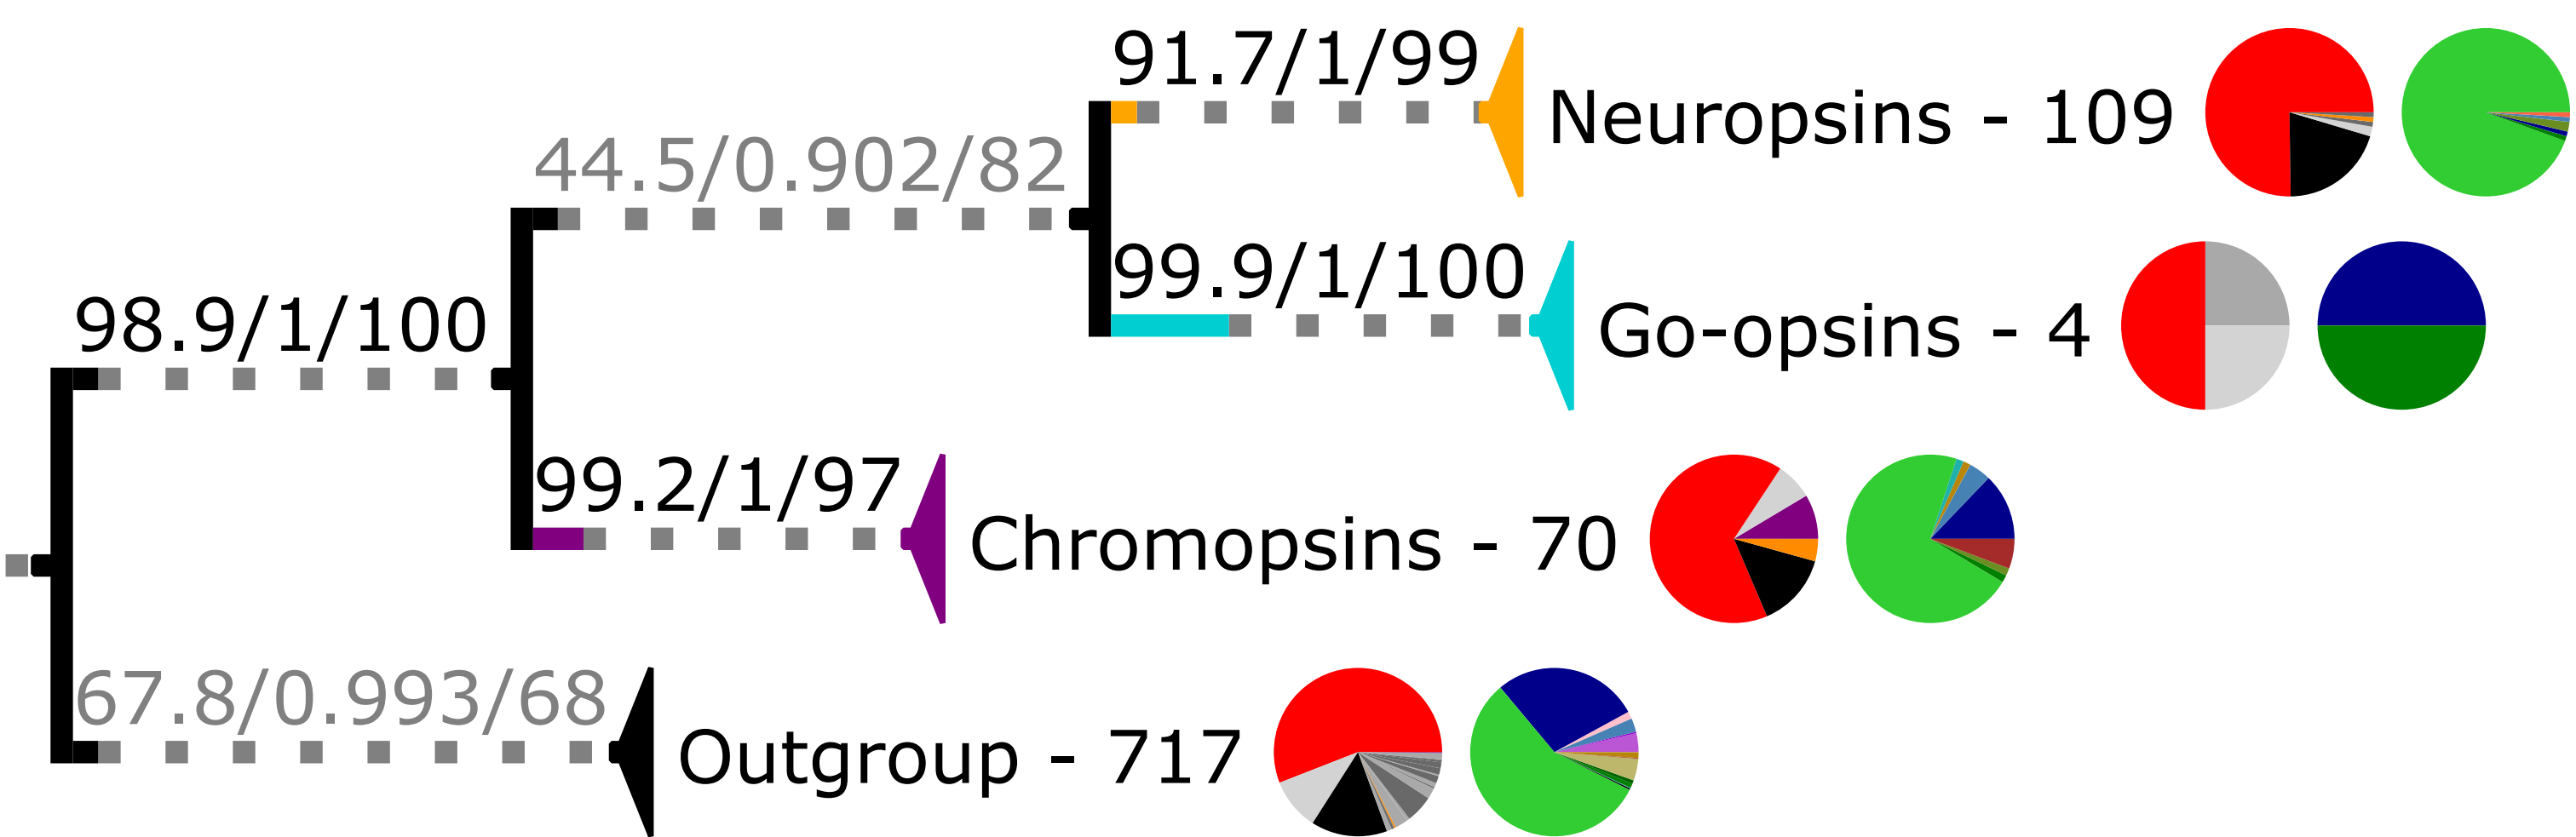 91.7/1/99
Neuropsins - 109
44.5/0.902/82
99.9/1/100
Go-opsins - 4
98.9/1/100
99.2/1/97
Chromopsins - 70
67.8/0.993/68
Outgroup - 717